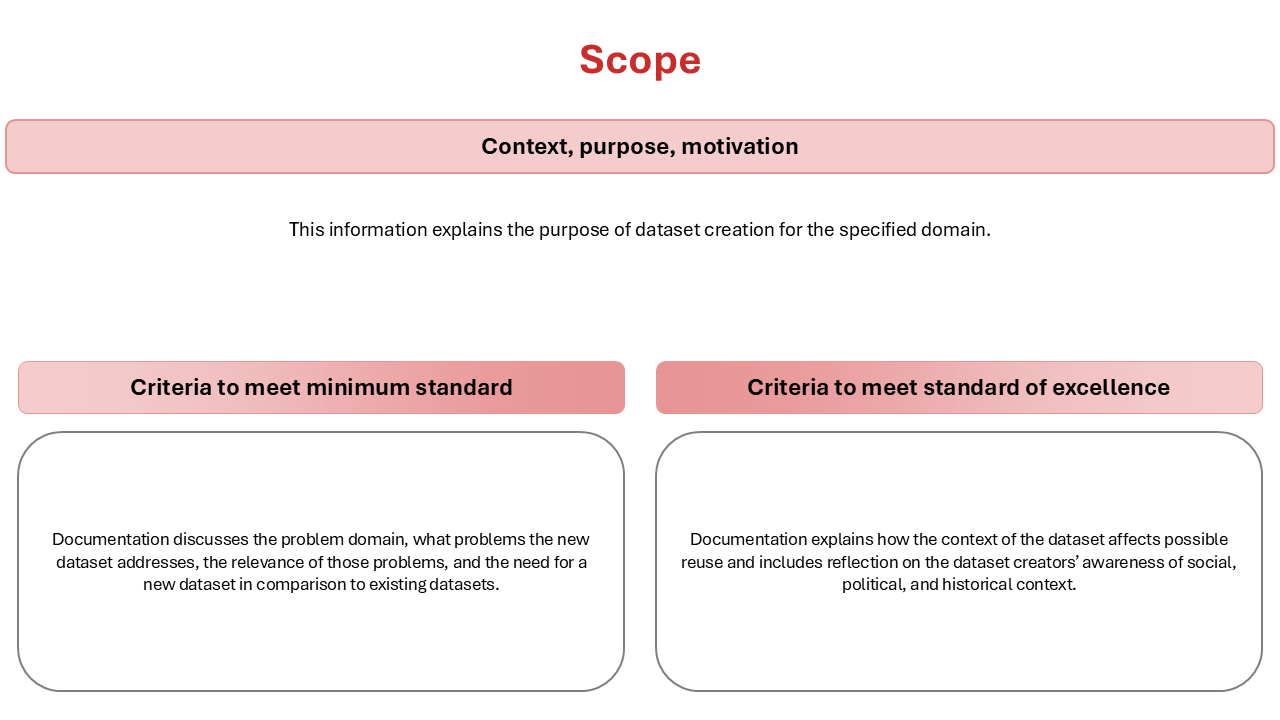 Scope
Context, purpose, motivation
This information explains the purpose of dataset creation for the specified domain.
Criteria to meet minimum standard
Documentation discusses the problem domain, what problems the new
dataset addresses, the relevance of those problems, and the need for a
new dataset in comparison to existing datasets.
Criteria to meet standard of excellence
Documentation explains how the context of the dataset affects possible
reuse and includes reflection on the dataset creators’ awareness of social,
political, and historical context.